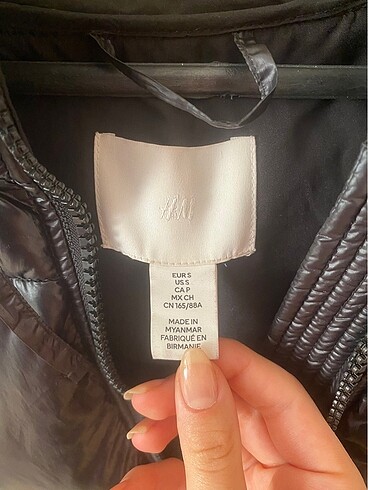 H&M
EUR S
US S
CA P
MX CH
CN 165/88A
MADE IN
MYANMAR
FABRIQUÉ EN
BIRMANIE